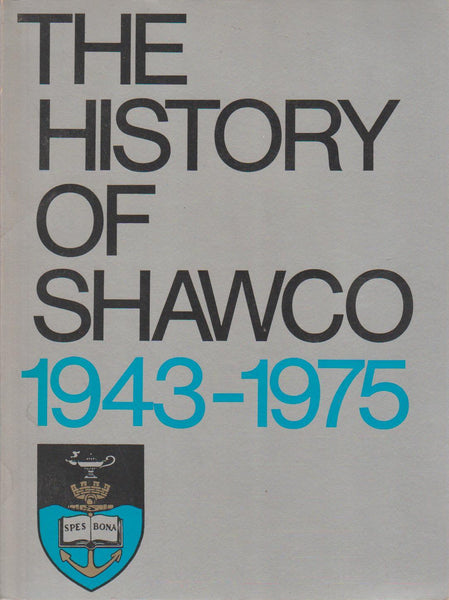 THE
HISTORY
OF
SHAWCO
1943-1975
SPES BONA